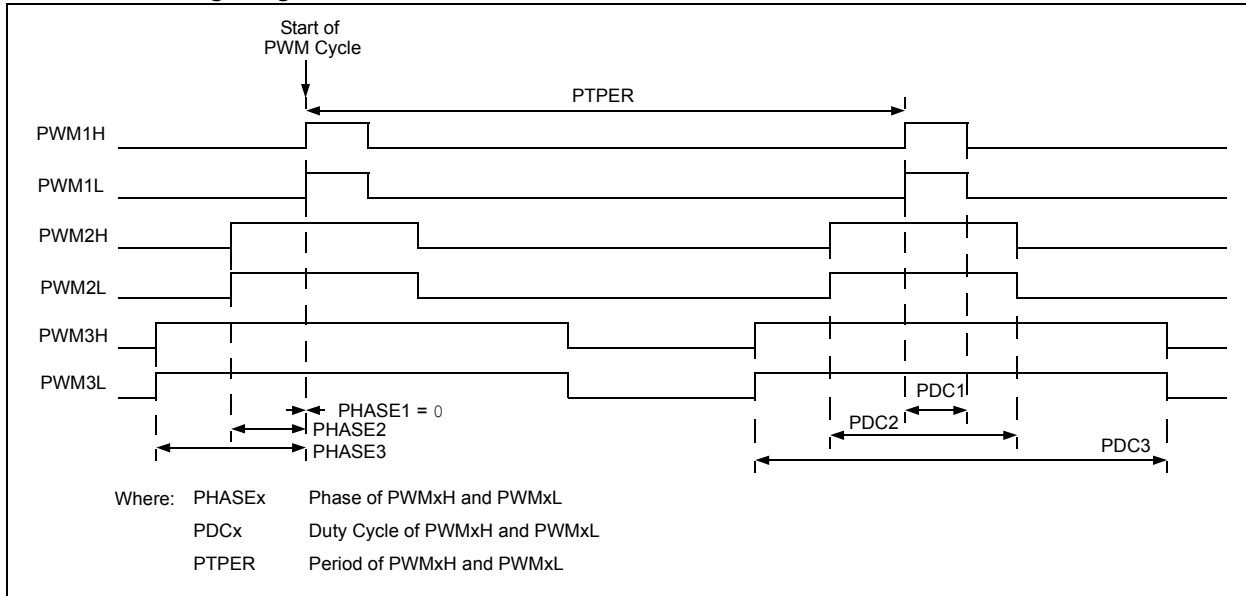 Start of
PWM Cycle
PTPER
PWM1H
PWM1L
PWM2H
PWM2L
PWM3H
PWM3L
PDC1
PHASE1 = 0
PHASE2
PDC2
PHASE3
PDC3
Where: PHASEx Phase of PWMxH and PWMxL
PDCx Duty Cycle of PWMxH and PWMxL
PTPER Period of PWMxH and PWMxL